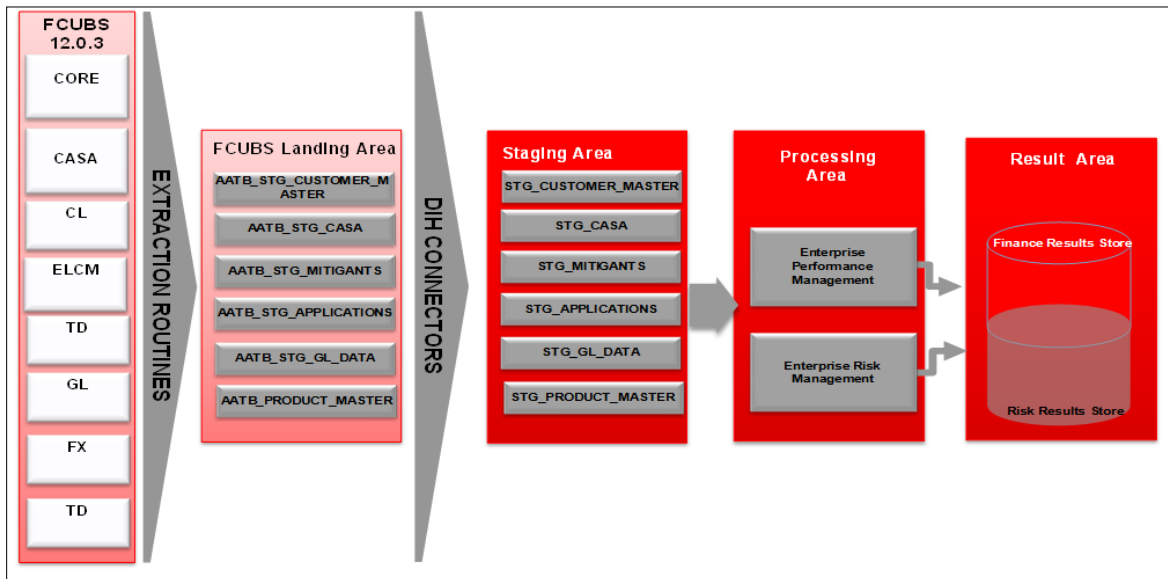 FCUBS
12.0.3
CORE
CASA
CL
ELCM
TD
GL
FX
TD
EXTRACTION ROUTINES
FCUBS Landing Area
AATB_STG_CUSTOMER_M
ASTER
AATB_STG_CASA
AATB_STG_MITIGANTS
AATB_STG_APPLICATIONS
AATB_STG_GL_DATA
AATB_PRODUCT_MASTER
DIH CONNECTORS
Staging Area
STG_CUSTOMER_MASTER
STG_CASA
STG_MITIGANTS
STG_APPLICATIONS
STG_GL_DATA
STG_PRODUCT_MASTER
Processing
Area
Enterprise
Performance
Management
Enterprise Risk
Management
Result Area
Finance Results Store
Risk Results Store